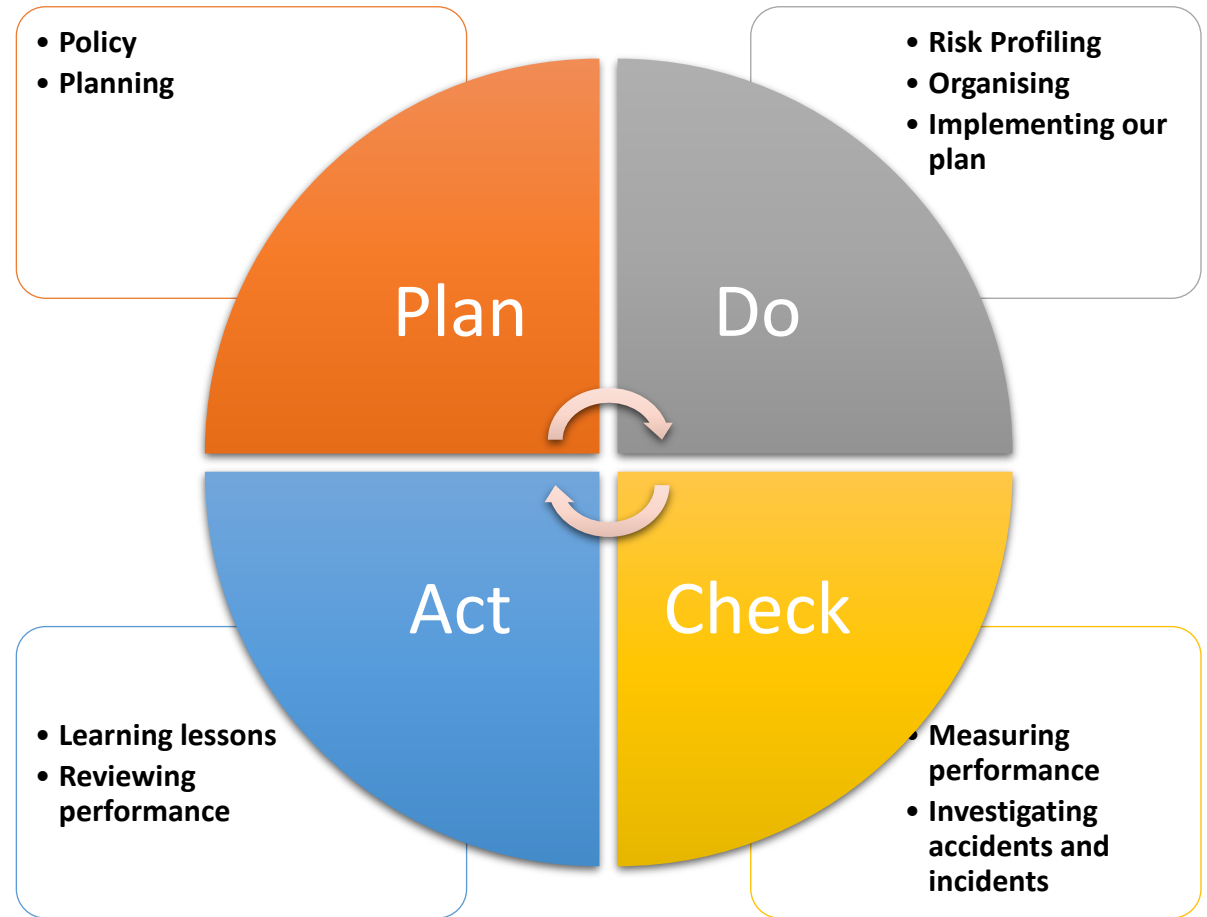 • Policy
• Planning
• Risk Profiling
• Organising
• Implementing our
plan
Plan
Do
Act
Check
• Learning lessons
• Reviewing
performance
• Measuring
performance
• Investigating
accidents and
incidents